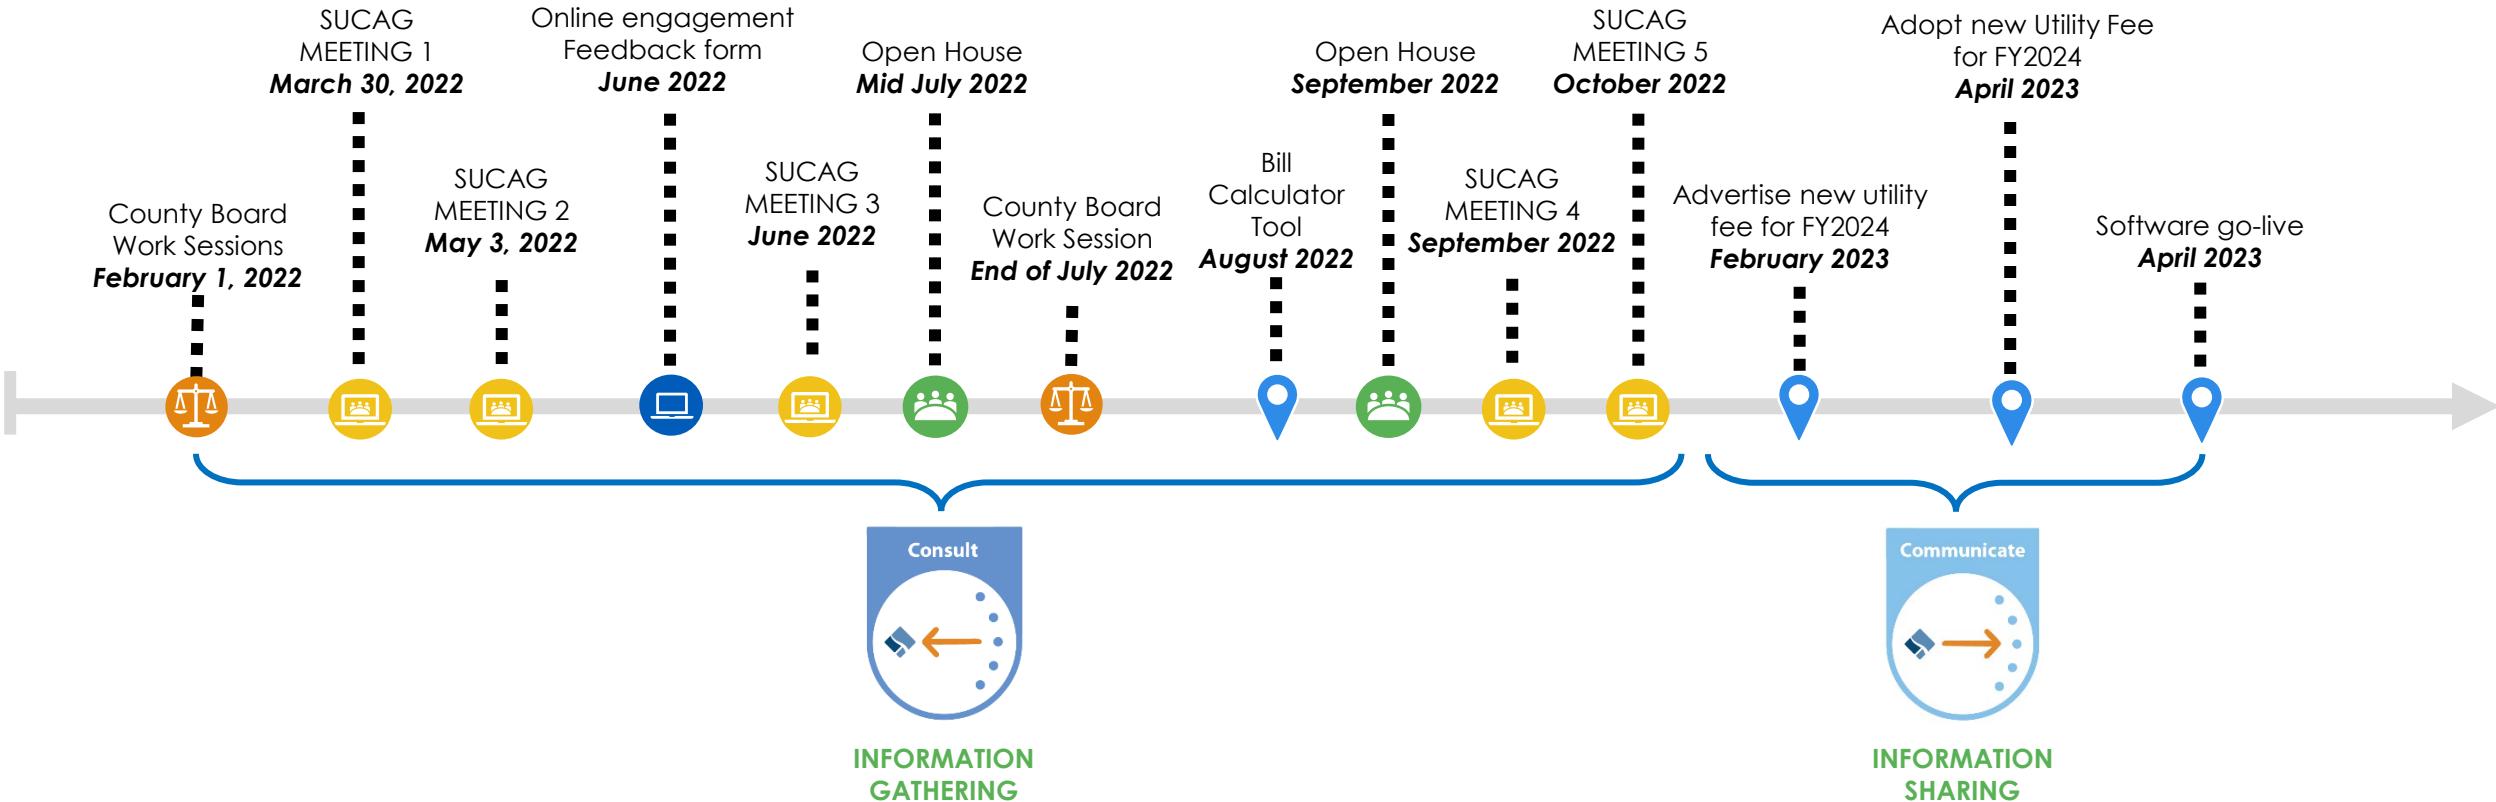 SUCAG
MEETING 1
March 30, 2022
Online engagement
Feedback form
June 2022
Open House
Mid July 2022
Open House
September 2022
SUCAG
MEETING 5
October 2022
Adopt new Utility Fee
for FY2024
April 2023
County Board
Work Sessions
February 1, 2022
SUCAG
MEETING 2
May 3, 2022
SUCAG
MEETING 3
June 2022
County Board
Work Session
End of July 2022
Bill
Calculator
Tool
August 2022
SUCAG
MEETING 4
September 2022
Advertise new utility
fee for FY2024
February 2023
Software go-live
April 2023
Consult
INFORMATION
GATHERING
Communicate
INFORMATION
SHARING